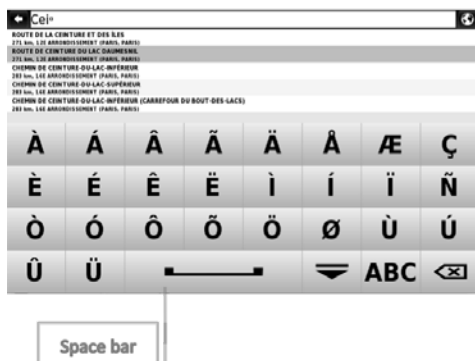 Cei
ROUTE DE LA CEINTURE ET DES ÎLES
271 km, 12E ARRONDISSEMENT (PARIS, PARIS)
ROUTE DE CEINTURE DU LAC DAUMESNIL
271 km, 12E ARRONDISSEMENT (PARIS, PARIS)
CHEMIN DE CEINTURE-DU-LAC-INFÉRIEUR
283 km, 16E ARRONDISSEMENT (PARIS, PARIS)
CHEMIN DE CEINTURE-DU-LAC-SUPÉRIEUR
283 km, 16E ARRONDISSEMENT (PARIS, PARIS)
CHEMIN DE CEINTURE-DU-LAC-INFÉRIEUR (CARREFOUR DU BOUT-DES-LACS)
283 km, 16E ARRONDISSEMENT (PARIS, PARIS)
À Á Â Ã Ä Å Æ Ç
È É Ê Ë Ì Í Ï Ñ
Ò Ó Ô Õ Ö Ø Ù Ú
Û Ü ABC
Space bar